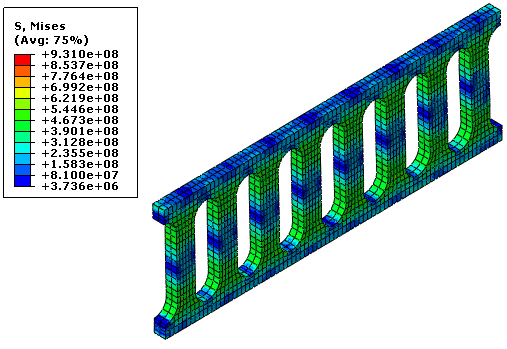 S, Mises
(Avg: 75%)
+9.310e+08
+8.537e+08
+7.764e+08
+6.992e+08
+6.219e+08
+5.446e+08
+4.673e+08
+3.901e+08
+3.128e+08
+2.355e+08
+1.583e+08
+8.100e+07
+3.736e+06